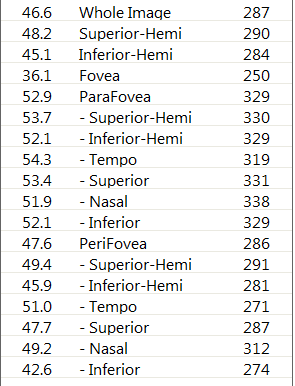 46.6 Whole Image 287
48.2 Superior-Hemi 290
45.1 Inferior-Hemi 284
36.1 Fovea 250
52.9 ParaFovea 329
53.7 - Superior-Hemi 330
52.1 - Inferior-Hemi 329
54.3 - Tempo 319
53.4 - Superior 331
51.9 - Nasal 338
52.1 - Inferior 329
47.6 PeriFovea 286
49.4 - Superior-Hemi 291
45.9 - Inferior-Hemi 281
51.0 - Tempo 271
47.7 - Superior 287
49.2 - Nasal 312
42.6 - Inferior 274